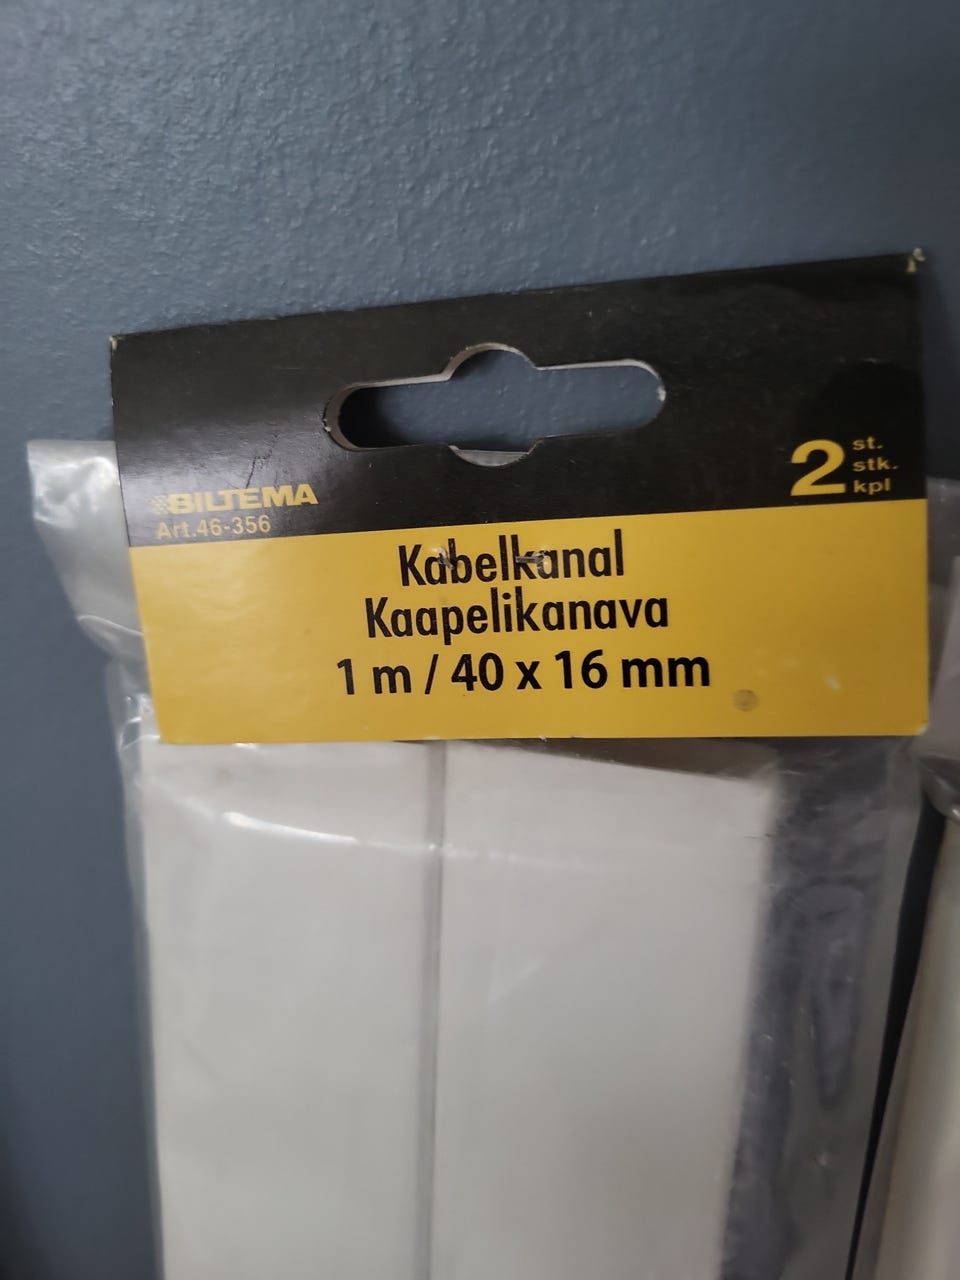 BILTEMA
Art.46-356
2 st.
stk.
kpl
Kabelkanal
Kaapelikanava
1 m / 40 x 16 mm